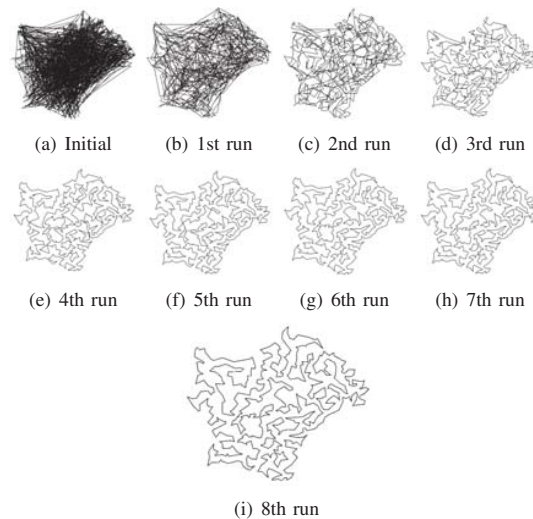 (a) Initial
(b) 1st run
(c) 2nd run
(d) 3rd run
(e) 4th run
(f) 5th run
(g) 6th run
(h) 7th run
(i) 8th run